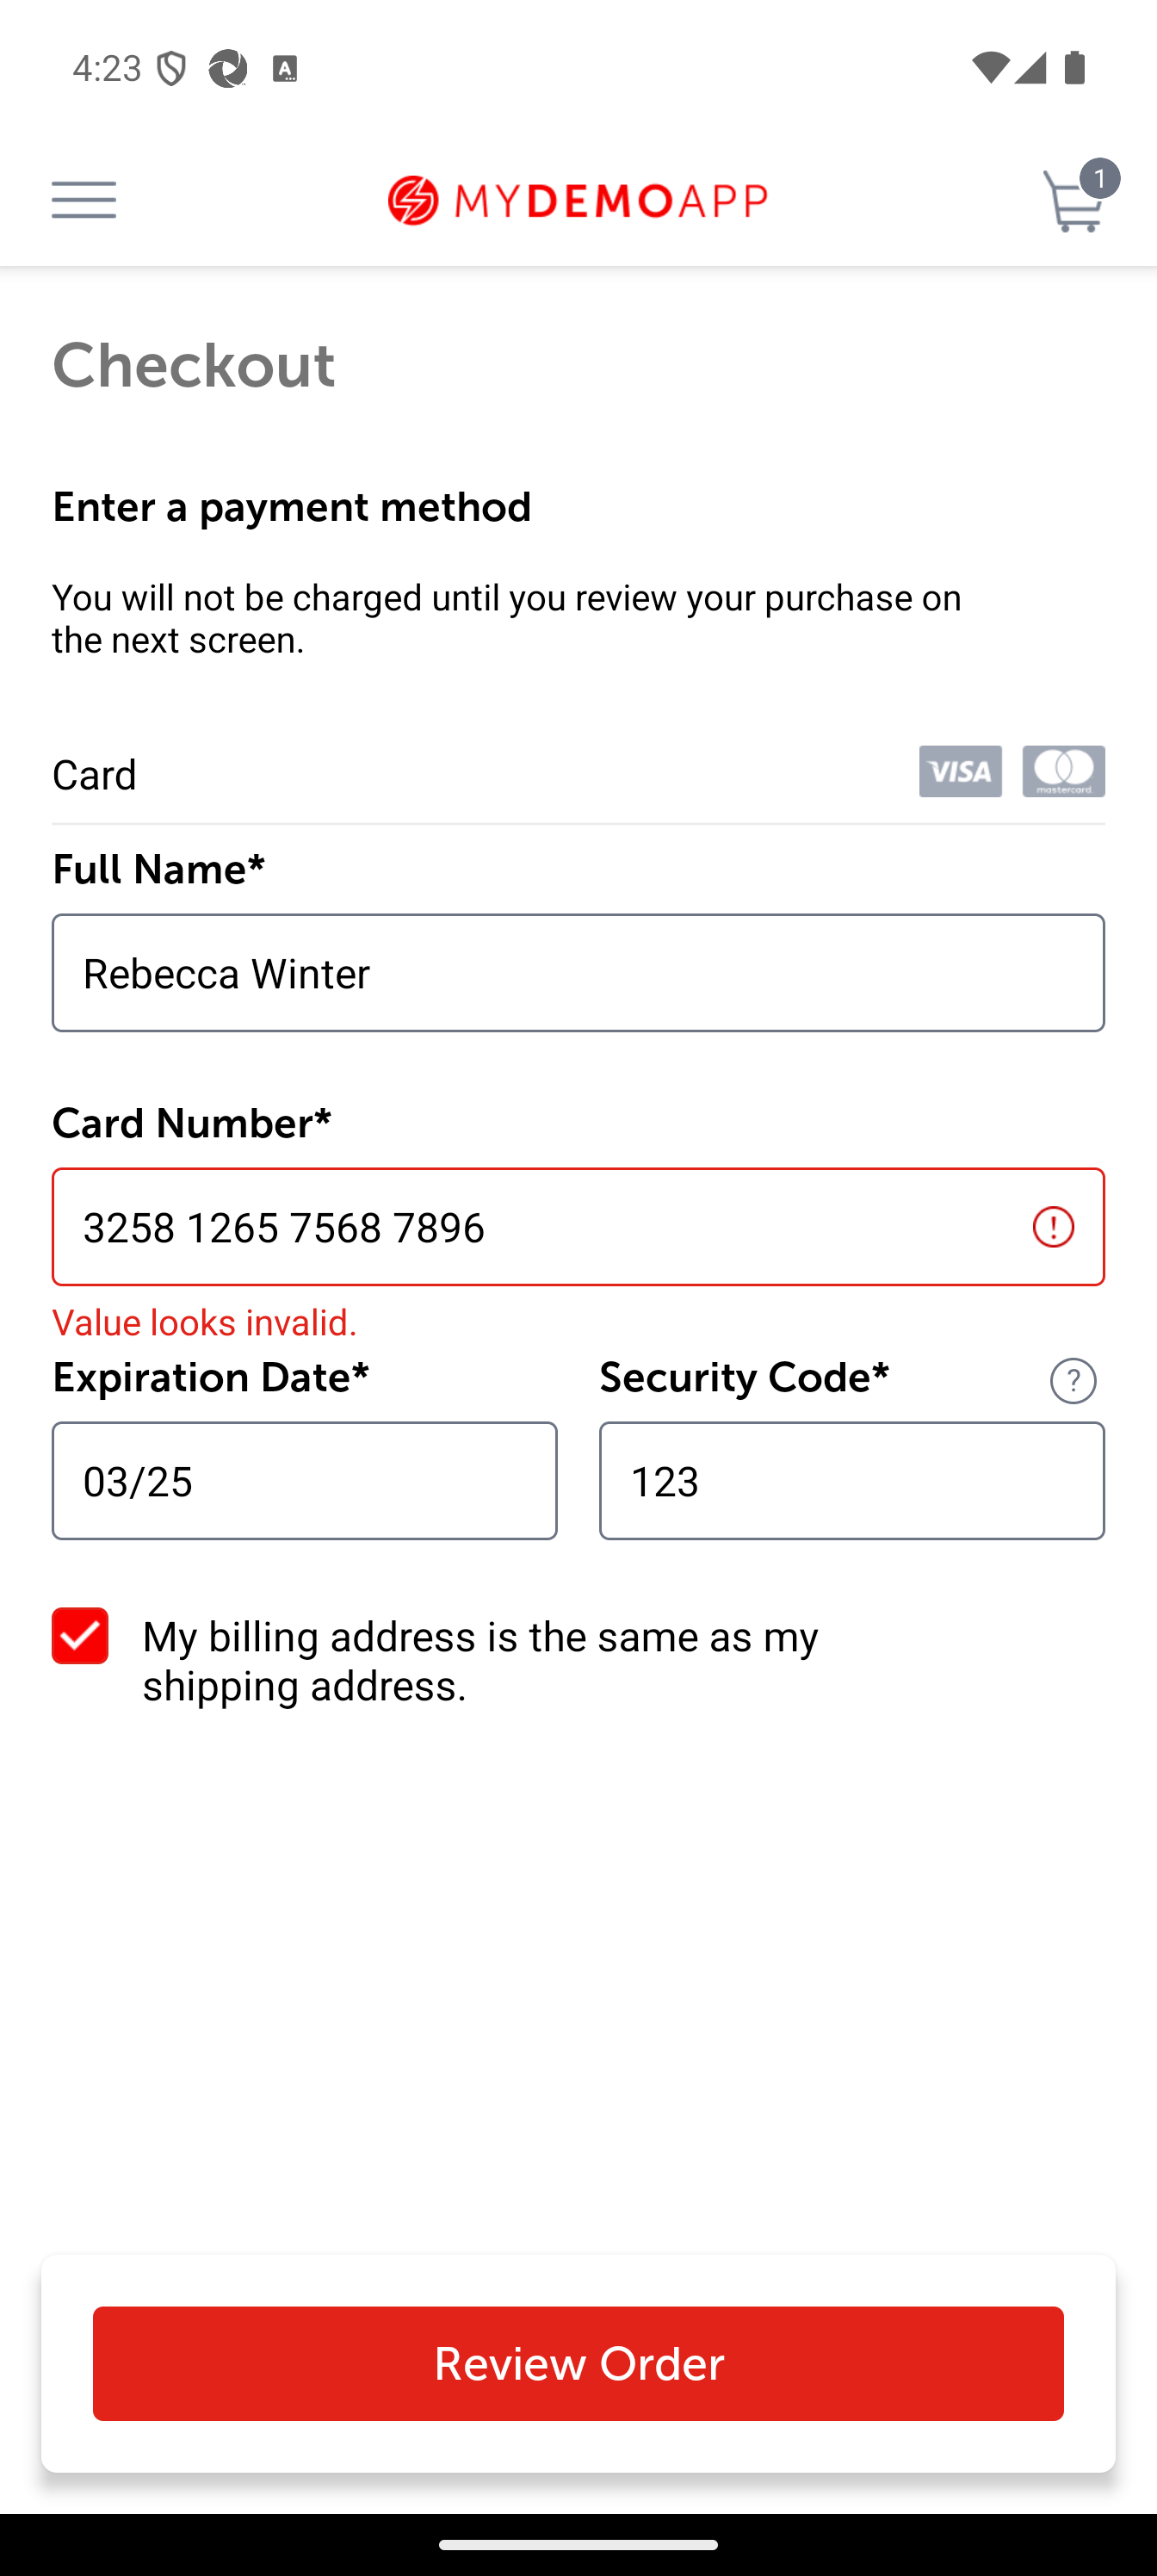 4:23
1
MYDEMOAPP
Checkout
Enter a payment method
You will not be charged until you review your purchase on
the next screen.
Card
VISA
mastercard.
Full Name*
Rebecca Winter
Card Number*
3258 1265 7568 7896
Value looks invalid.
Expiration Date*
Security Code*
?
03/25
123
My billing address is the same as my
shipping address.
Review Order